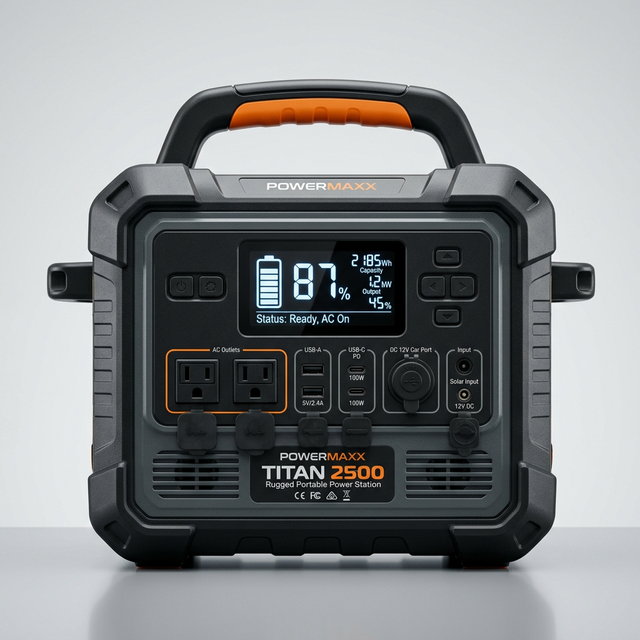 POWERMAXX
87%
2185Wh
Capacity
1.2MW
Output
45%
Status: Ready, AC On
AC Outlets
USB-A
5V/2.4A
USB-C
PD
100W
100W
DC 12V Car Port
Input
Solar input
12V DC
POWERMAXX
TITAN 2500
Rugged Portable Power Station
CE FC